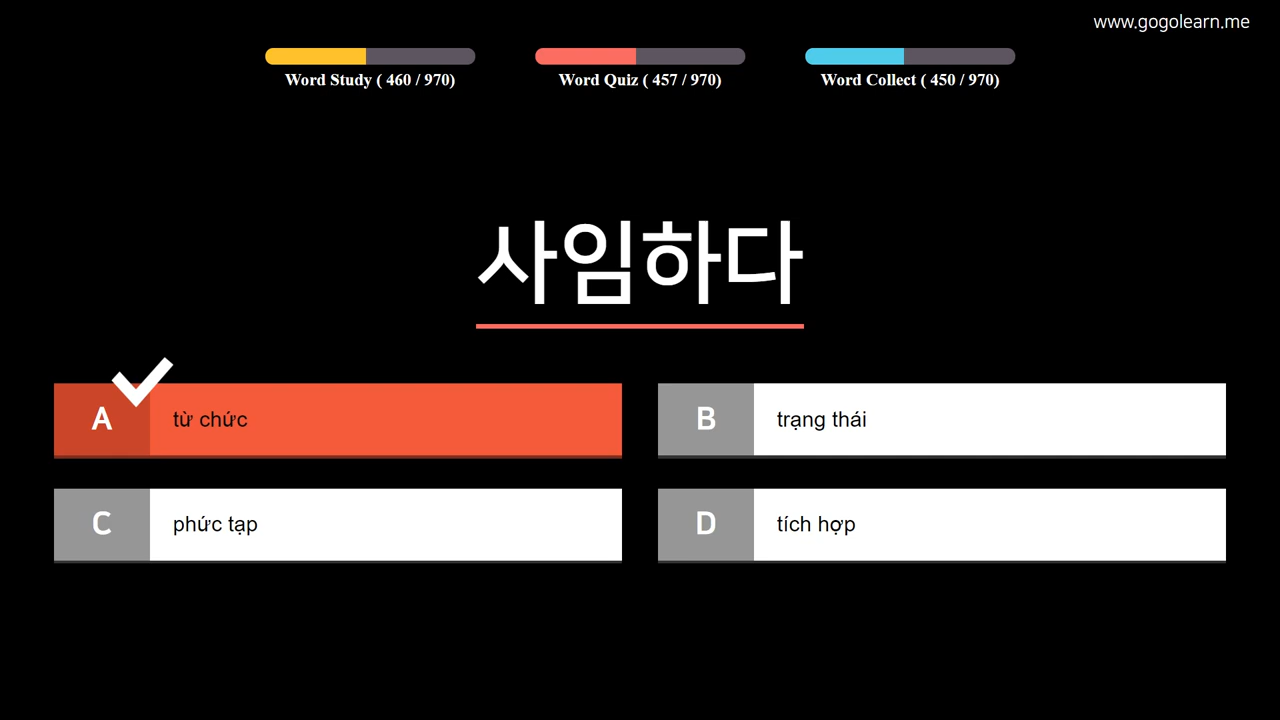 www.gogolearn.me
Word Study ( 460 / 970)
Word Quiz ( 457 / 970)
Word Collect ( 450 / 970)
사임하다
A
từ chức
B
trạng thái
C
phức tạp
D
tích hợp